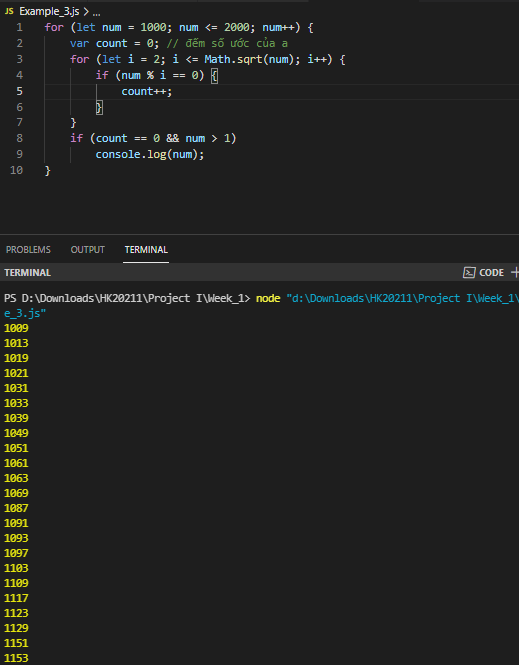 JS Example_3.js > ...
1 for (let num = 1000; num <= 2000; num++) {
2 var count = 0; // đếm số ước của a
3 for (let i = 2; i <= Math.sqrt(num); i++) {
4 if (num % i == 0) {
5 count++;
6 }
7 }
8 if (count == 0 && num > 1)
9 console.log(num);
10 }
PROBLEMS OUTPUT TERMINAL
TERMINAL CODE
PS D:\Downloads\HK20211\Project I\Week_1> node "d:\Downloads\HK20211\Project I\Week_1\
e_3.js"
1009
1013
1019
1021
1031
1033
1039
1049
1051
1061
1063
1069
1087
1091
1093
1097
1103
1109
1117
1123
1129
1151
1153